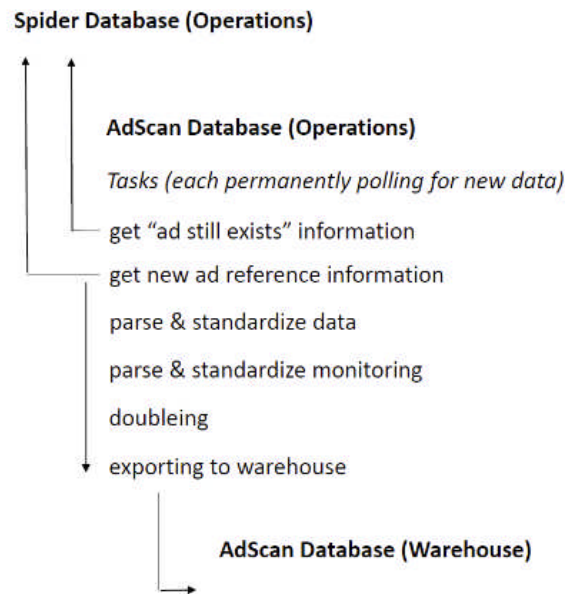 Spider Database (Operations)
AdScan Database (Operations)
Tasks (each permanently polling for new data)
get “ad still exists” information
get new ad reference information
parse & standardize data
parse & standardize monitoring
doubleing
exporting to warehouse
AdScan Database (Warehouse)